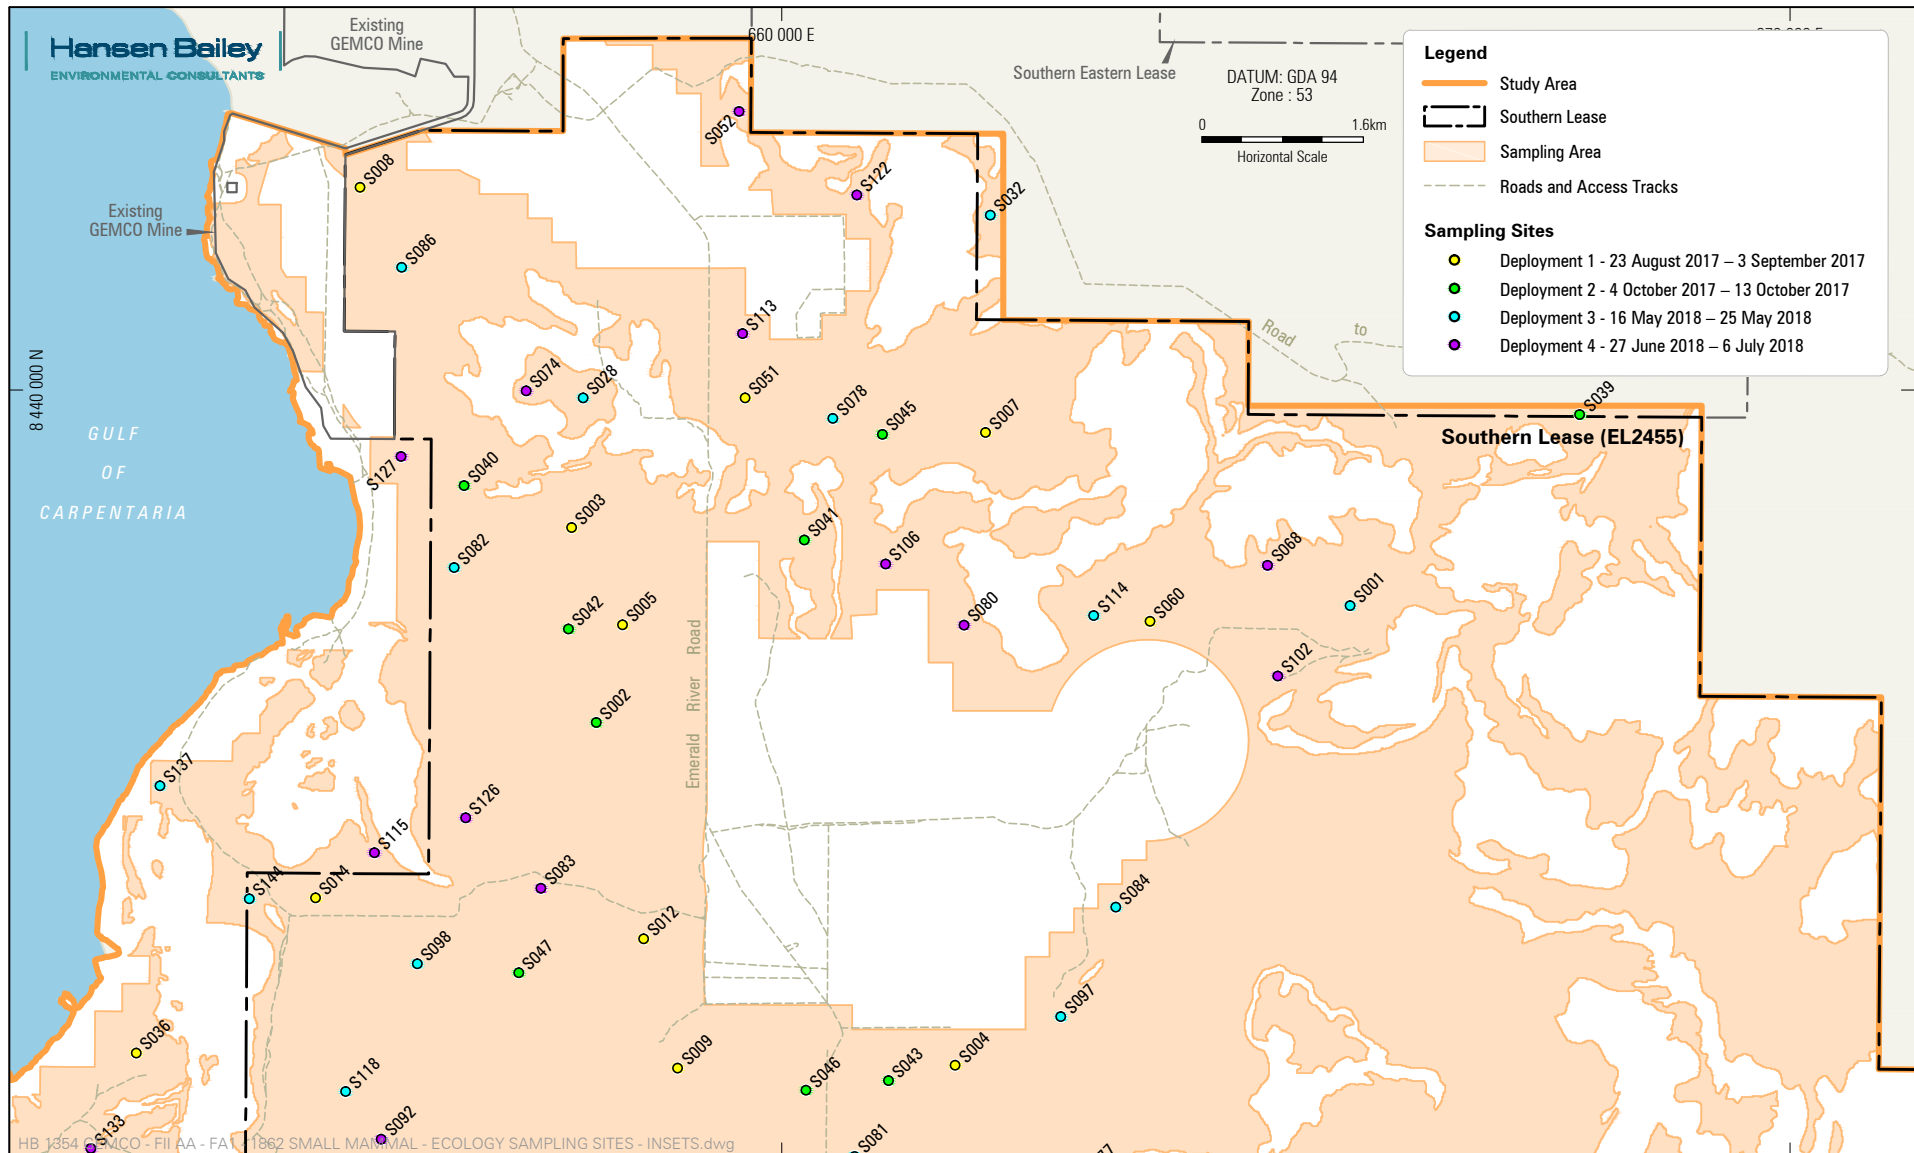 Hansen Bailey
ENVIRONMENTAL CONSULTANTS
Existing
GEMCO Mine
660 000 E
Southern Eastern Lease
DATUM: GDA 94
Zone : 53
0 1.6km
Horizontal Scale
Legend
Study Area
Southern Lease
Sampling Area
Roads and Access Tracks
Sampling Sites
Deployment 1 - 23 August 2017 – 3 September 2017
Deployment 2 - 4 October 2017 – 13 October 2017
Deployment 3 - 16 May 2018 – 25 May 2018
Deployment 4 - 27 June 2018 – 6 July 2018
Existing
GEMCO Mine
8 440 000 N
GULF
OF
CARPENTARIA
Road to
Southern Lease (EL2455)
Emerald River Road
S052
S008
S122
S032
S086
S113
S074
S028
S051
S078
S045
S007
S039
S127
S040
S003
S041
S106
S082
S068
S001
S042
S005
S080
S114
S060
S102
S002
S137
S126
S115
S083
S144
S014
S012
S084
S098
S047
S097
S036
S009
S004
S043
S046
S118
S092
S133
S081
HB 1354 GEMCO - FII AA - FA1 41862 SMALL MAMMAL - ECOLOGY SAMPLING SITES - INSETS.dwg